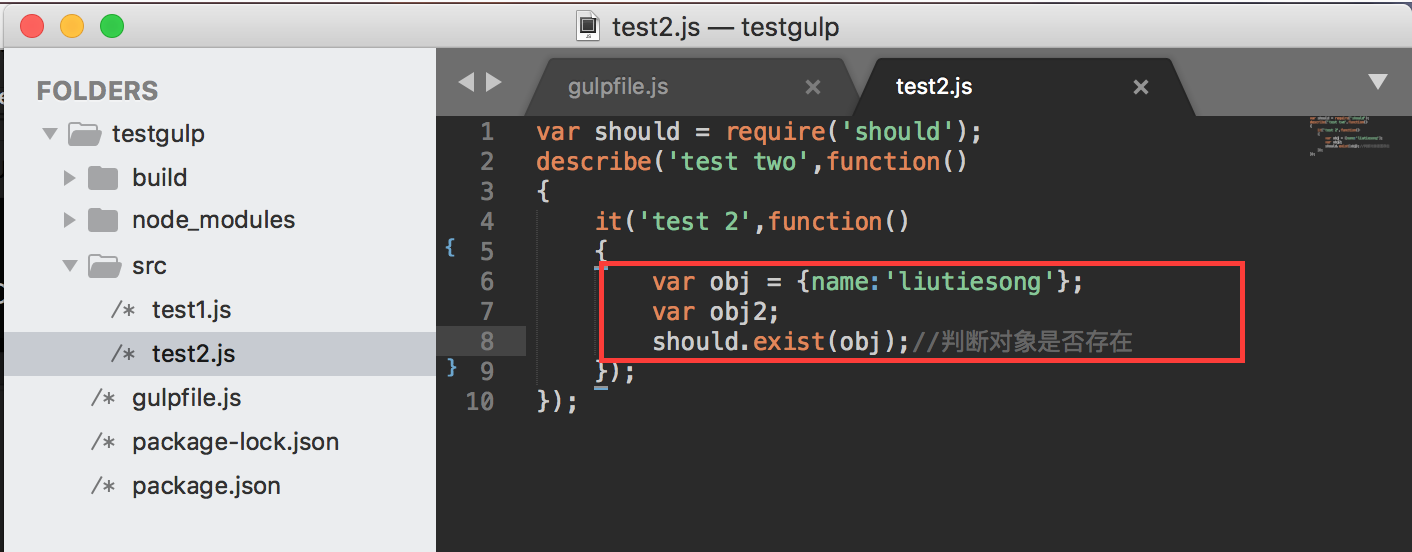 test2.js — testgulp
FOLDERS
testgulp
build
node_modules
src
/* test1.js
/* test2.js
/* gulpfile.js
/* package-lock.json
/* package.json
gulpfile.js ×
test2.js ×
1 var should = require('should');
2 describe('test two',function()
3 {
4 it('test 2',function()
{ 5 {
6 var obj = {name:'liutiesong'};
7 var obj2;
8 should.exist(obj);//判断对象是否存在
} 9 });
10 });